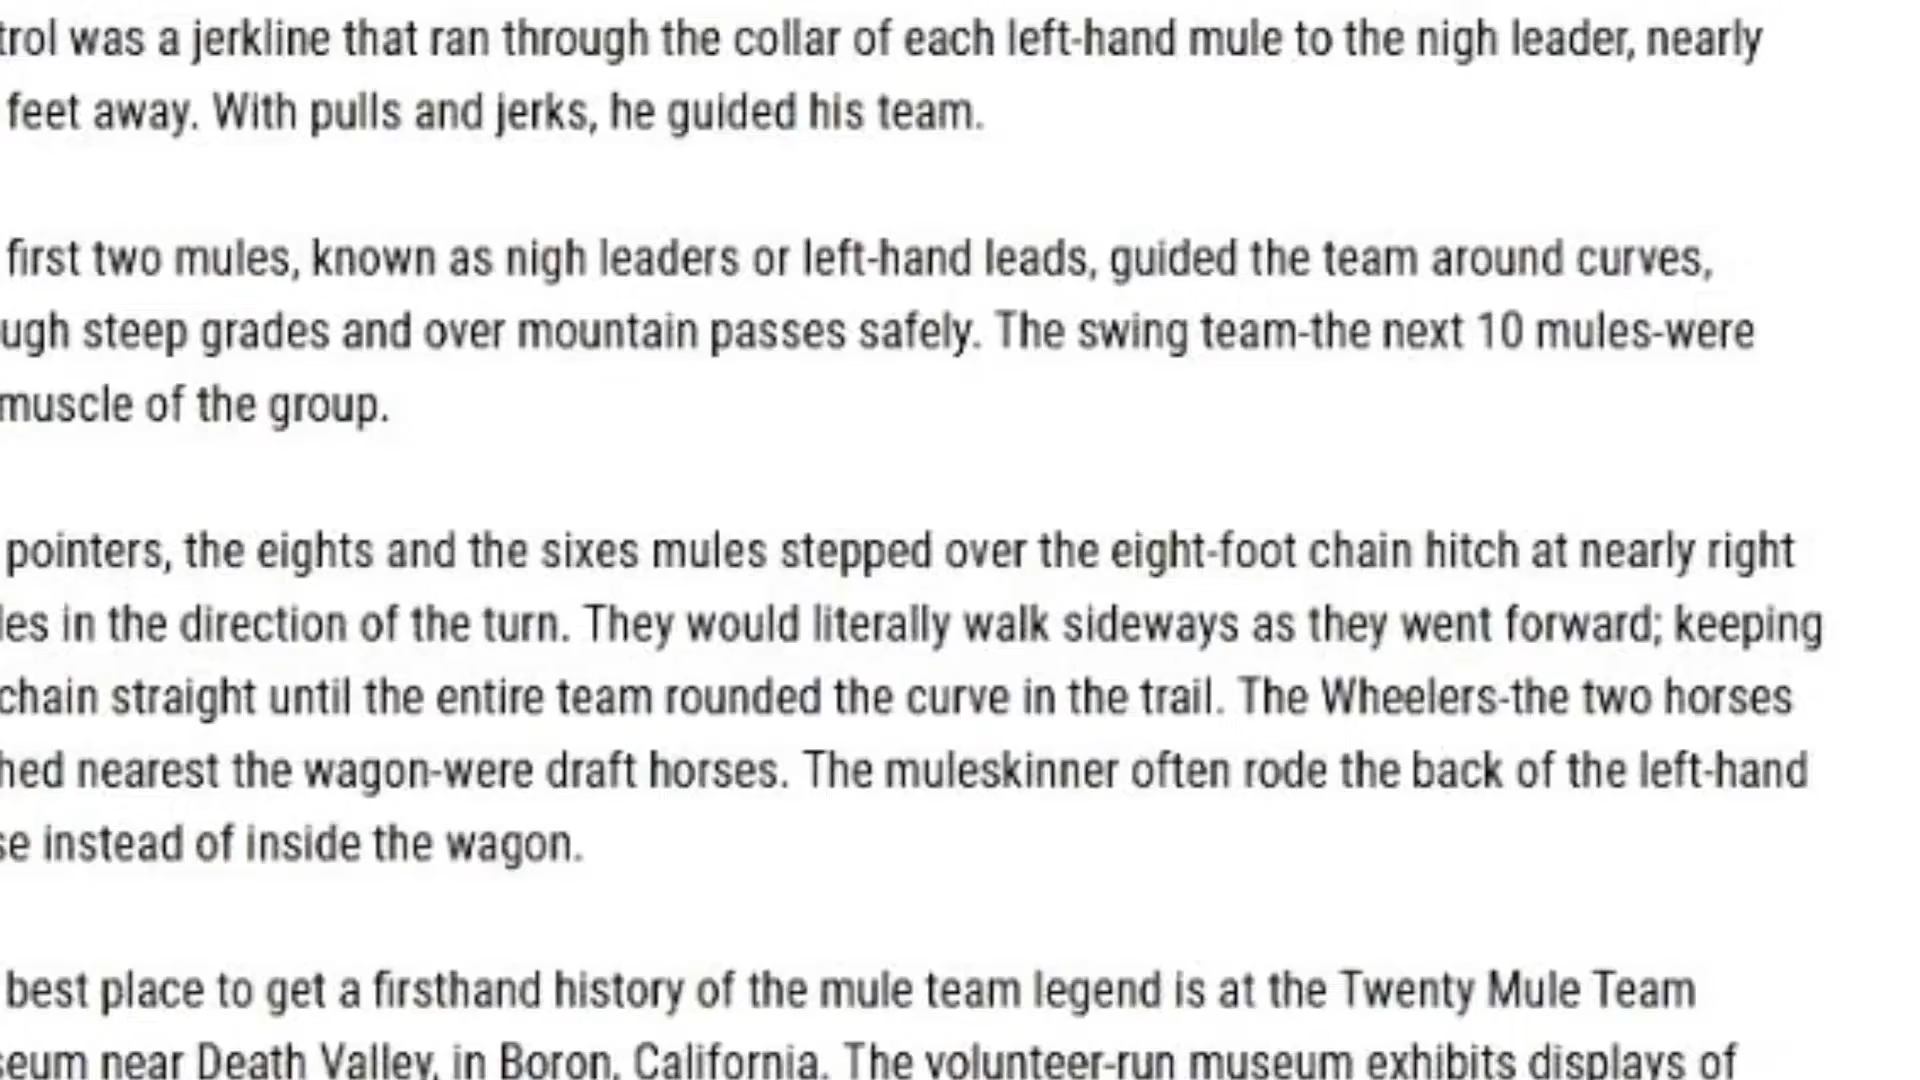 trol was a jerkline that ran through the collar of each left-hand mule to the nigh leader, nearly
feet away. With pulls and jerks, he guided his team.
first two mules, known as nigh leaders or left-hand leads, guided the team around curves,
ugh steep grades and over mountain passes safely. The swing team-the next 10 mules-were
muscle of the group.
pointers, the eights and the sixes mules stepped over the eight-foot chain hitch at nearly right
les in the direction of the turn. They would literally walk sideways as they went forward; keeping
chain straight until the entire team rounded the curve in the trail. The Wheelers-the two horses
hed nearest the wagon-were draft horses. The muleskinner often rode the back of the left-hand
se instead of inside the wagon.
best place to get a firsthand history of the mule team legend is at the Twenty Mule Team
seum near Death Valley, in Boron, California. The volunteer-run museum exhibits displays of